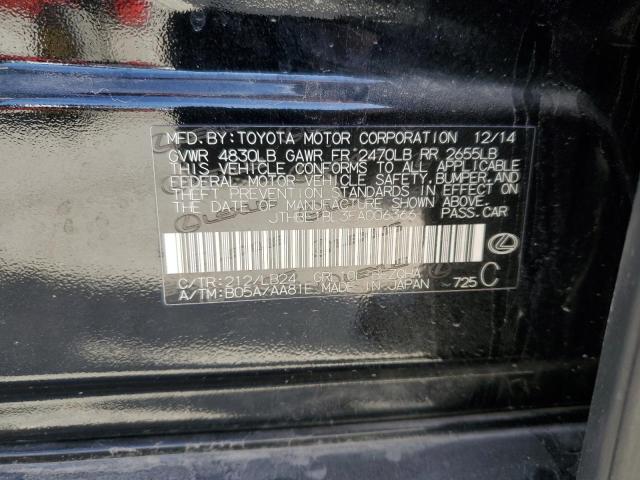 MFD. BY: TOYOTA MOTOR CORPORATION 12/14
GVWR 4830LB GAWR FR 2470LB RR 2655LB
THIS VEHICLE CONFORMS TO ALL APPLICABLE
FEDERAL MOTOR VEHICLE SAFETY, BUMPER, AND
THEFT PREVENTION STANDARDS IN EFFECT ON
THE DATE OF MANUFACTURE SHOWN ABOVE.
PASS.CAR
C/TR: 212/LB24
A/TM: B05A/AA81E MADE IN JAPAN 725 C